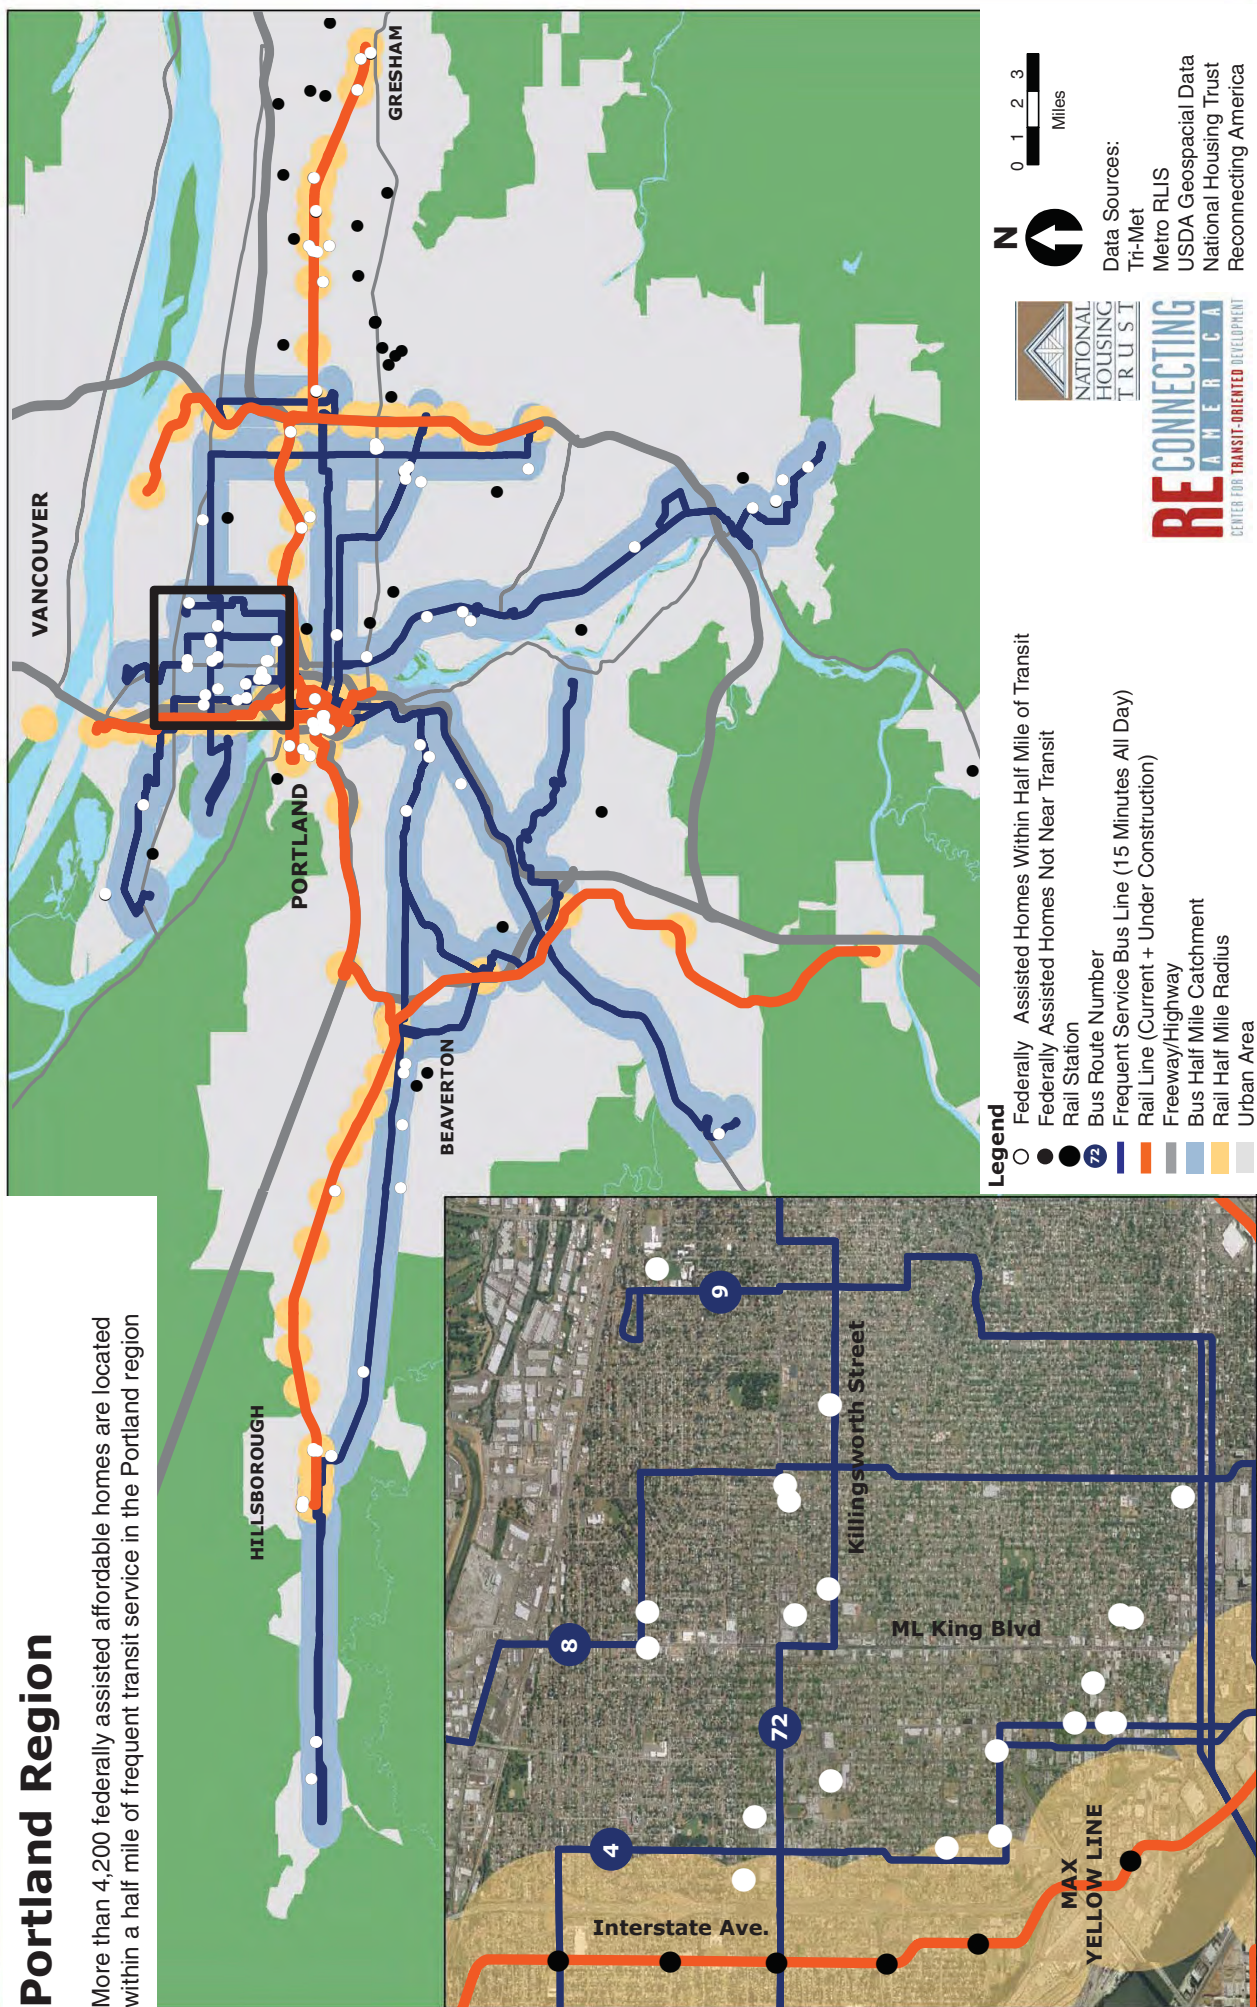 Portland Region
More than 4,200 federally assisted affordable homes are located
within a half mile of frequent transit service in the Portland region
VANCOUVER
GRESHAM
PORTLAND
BEAVERTON
HILLSBOROUGH
4
8
72
9
Interstate Ave.
MAX
YELLOW LINE
ML King Blvd
Killingsworth Street
Legend
Federally Assisted Homes Within Half Mile of Transit
Federally Assisted Homes Not Near Transit
Rail Station
72 Bus Route Number
Frequent Service Bus Line (15 Minutes All Day)
Rail Line (Current + Under Construction)
Freeway/Highway
Bus Half Mile Catchment
Rail Half Mile Radius
Urban Area
NATIONAL
HOUSING
TRUST
RECONNECTING
AMERICA
CENTER FOR TRANSIT-ORIENTED DEVELOPMENT
N
0 1 2 3
Miles
Data Sources:
Tri-Met
Metro RLIS
USDA Geospacial Data
National Housing Trust
Reconnecting America